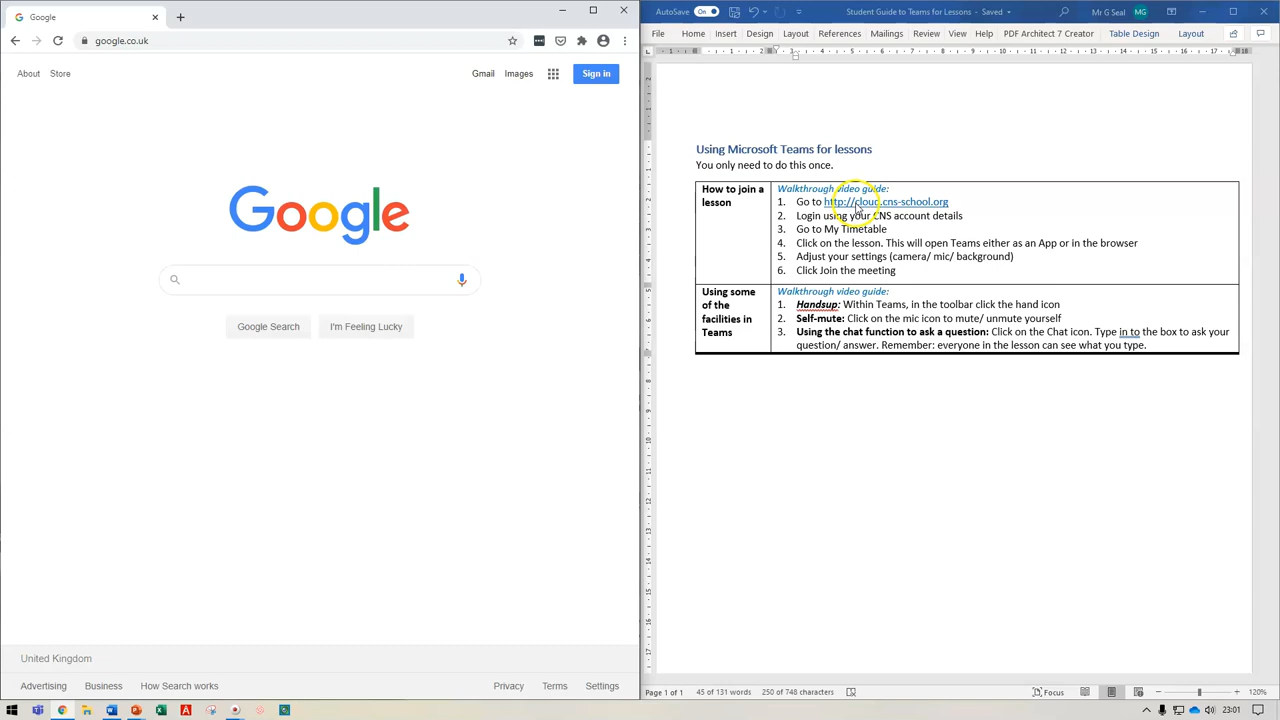 Google
google.co.uk
About Store
Gmail Images
Sign in
Google
Google Search I'm Feeling Lucky
United Kingdom
Advertising Business How Search works
Privacy Terms Settings
AutoSave On
Student Guide to Teams for Lessons - Saved
Mr G Seal MG
File Home Insert Design Layout References Mailings Review View Help PDF Architect 7 Creator Table Design Layout
Using Microsoft Teams for lessons
You only need to do this once.
How to join a lesson
Walkthrough video guide:
1. Go to http://cloud.cns-school.org
2. Login using your CNS account details
3. Go to My Timetable
4. Click on the lesson. This will open Teams either as an App or in the browser
5. Adjust your settings (camera/ mic/ background)
6. Click Join the meeting
Using some of the facilities in Teams
Walkthrough video guide:
1. Handsup: Within Teams, in the toolbar click the hand icon
2. Self-mute: Click on the mic icon to mute/ unmute yourself
3. Using the chat function to ask a question: Click on the Chat icon. Type in to the box to ask your
question/ answer. Remember: everyone in the lesson can see what you type.
Page 1 of 1 45 of 131 words 250 of 748 characters
Focus
120%
23:01